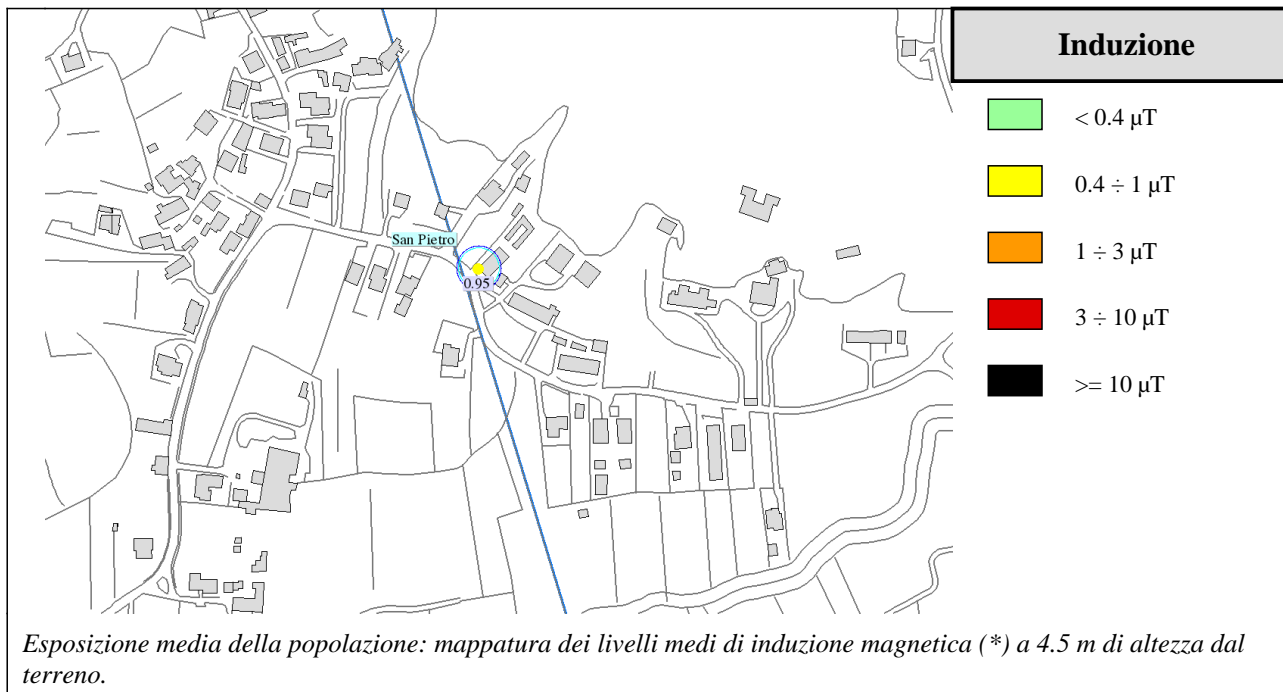 Induzione
< 0.4 µT
0.4 ÷ 1 µT
1 ÷ 3 µT
3 ÷ 10 µT
>= 10 µT
San Pietro
0.95
Esposizione media della popolazione: mappatura dei livelli medi di induzione magnetica (*) a 4.5 m di altezza dal
terreno.